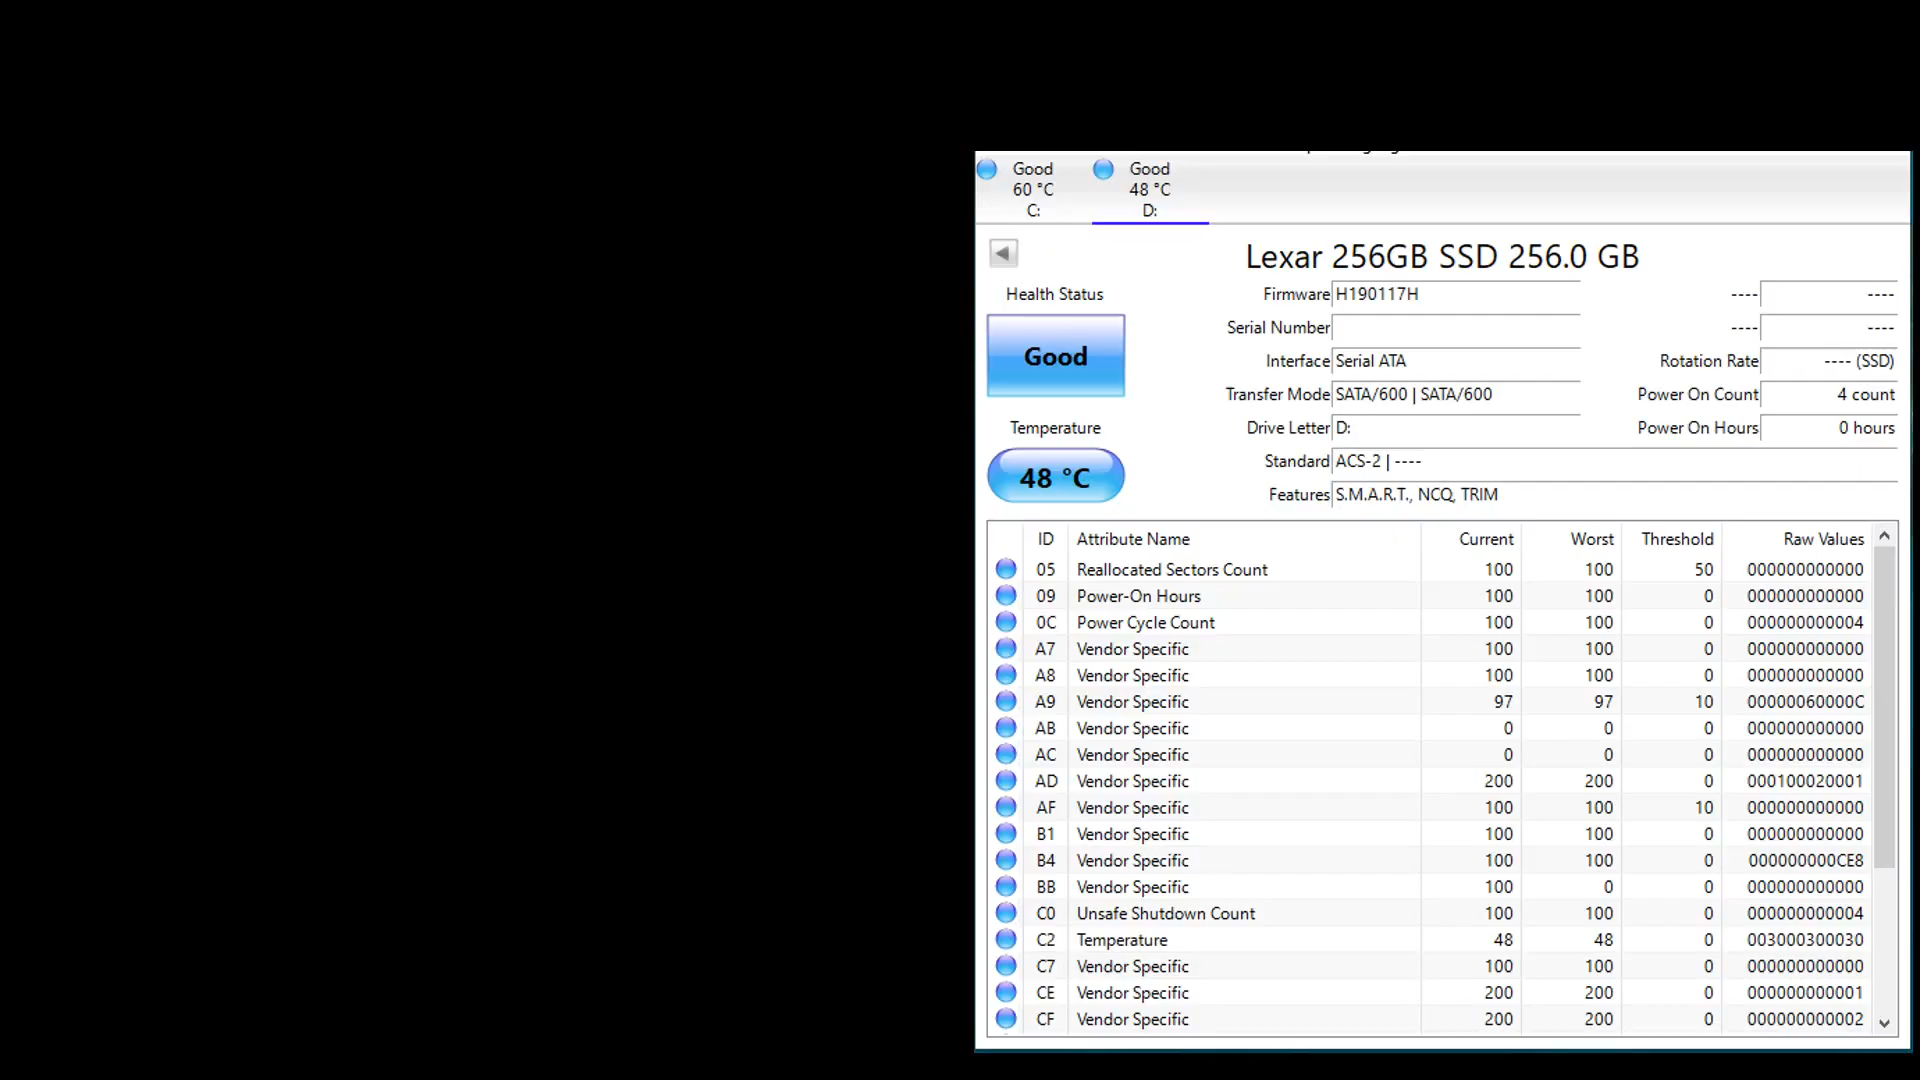 Good Good
60 °C 48 °C
C: D:
Lexar 256GB SSD 256.0 GB
Health Status
Good
Temperature
48 °C
Firmware H190117H ---- ----
Serial Number ---- ----
Interface Serial ATA Rotation Rate ---- (SSD)
Transfer Mode SATA/600 | SATA/600 Power On Count 4 count
Drive Letter D: Power On Hours 0 hours
Standard ACS-2 | ----
Features S.M.A.R.T., NCQ, TRIM
ID Attribute Name Current Worst Threshold Raw Values
05 Reallocated Sectors Count 100 100 50 000000000000
09 Power-On Hours 100 100 0 000000000000
0C Power Cycle Count 100 100 0 000000000004
A7 Vendor Specific 100 100 0 000000000000
A8 Vendor Specific 100 100 0 000000000000
A9 Vendor Specific 97 97 10 00000060000C
AB Vendor Specific 0 0 0 000000000000
AC Vendor Specific 0 0 0 000000000000
AD Vendor Specific 200 200 0 000100020001
AF Vendor Specific 100 100 10 000000000000
B1 Vendor Specific 100 100 0 000000000000
B4 Vendor Specific 100 100 0 000000000CE8
BB Vendor Specific 100 0 0 000000000000
C0 Unsafe Shutdown Count 100 100 0 000000000004
C2 Temperature 48 48 0 003000300030
C7 Vendor Specific 100 100 0 000000000000
CE Vendor Specific 200 200 0 000000000001
CF Vendor Specific 200 200 0 000000000002